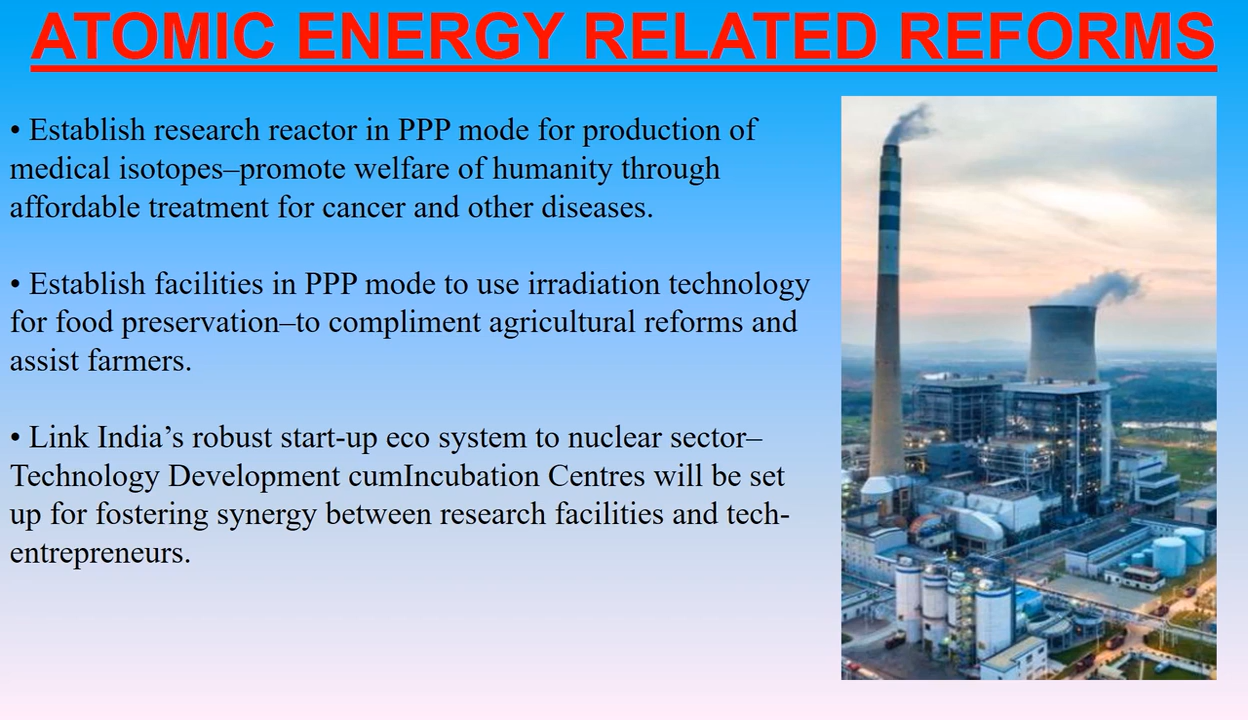 ATOMIC ENERGY RELATED REFORMS
• Establish research reactor in PPP mode for production of
medical isotopes–promote welfare of humanity through
affordable treatment for cancer and other diseases.
• Establish facilities in PPP mode to use irradiation technology
for food preservation–to compliment agricultural reforms and
assist farmers.
• Link India’s robust start-up eco system to nuclear sector–
Technology Development cumIncubation Centres will be set
up for fostering synergy between research facilities and tech-
entrepreneurs.